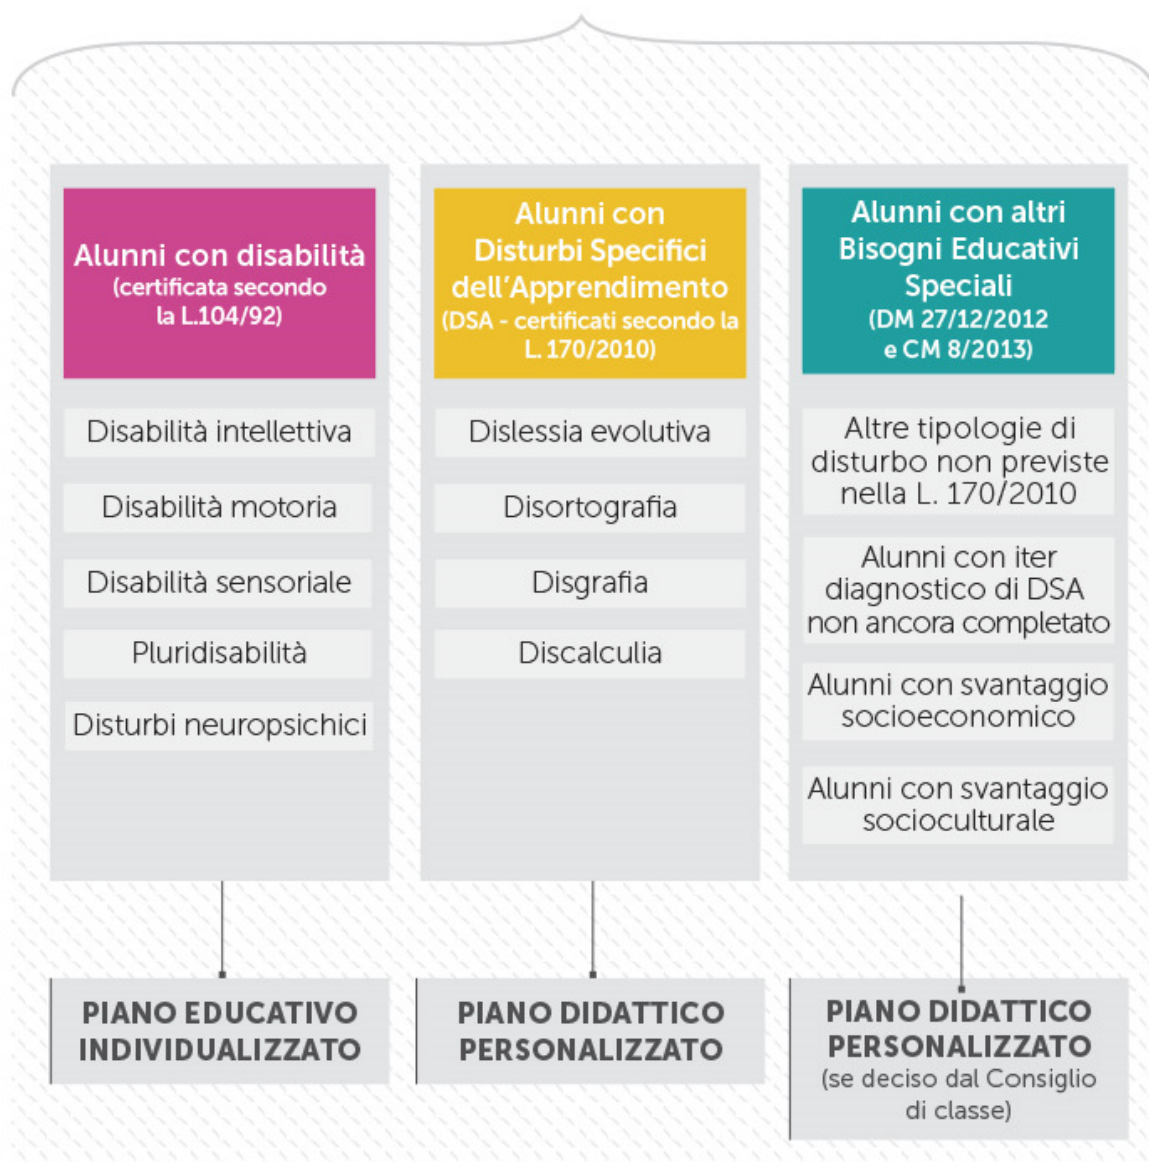 Alunni con disabilità
(certificata secondo
la L.104/92)
Disabilità intellettiva
Disabilità motoria
Disabilità sensoriale
Pluridisabilità
Disturbi neuropsichici
PIANO EDUCATIVO
INDIVIDUALIZZATO
Alunni con
Disturbi Specifici
dell’Apprendimento
(DSA - certificati secondo la
L. 170/2010)
Dislessia evolutiva
Disortografia
Disgrafia
Discalculia
PIANO DIDATTICO
PERSONALIZZATO
Alunni con altri
Bisogni Educativi
Speciali
(DM 27/12/2012
e CM 8/2013)
Altre tipologie di
disturbo non previste
nella L. 170/2010
Alunni con iter
diagnostico di DSA
non ancora completato
Alunni con svantaggio
socioeconomico
Alunni con svantaggio
socioculturale
PIANO DIDATTICO
PERSONALIZZATO
(se deciso dal Consiglio
di classe)